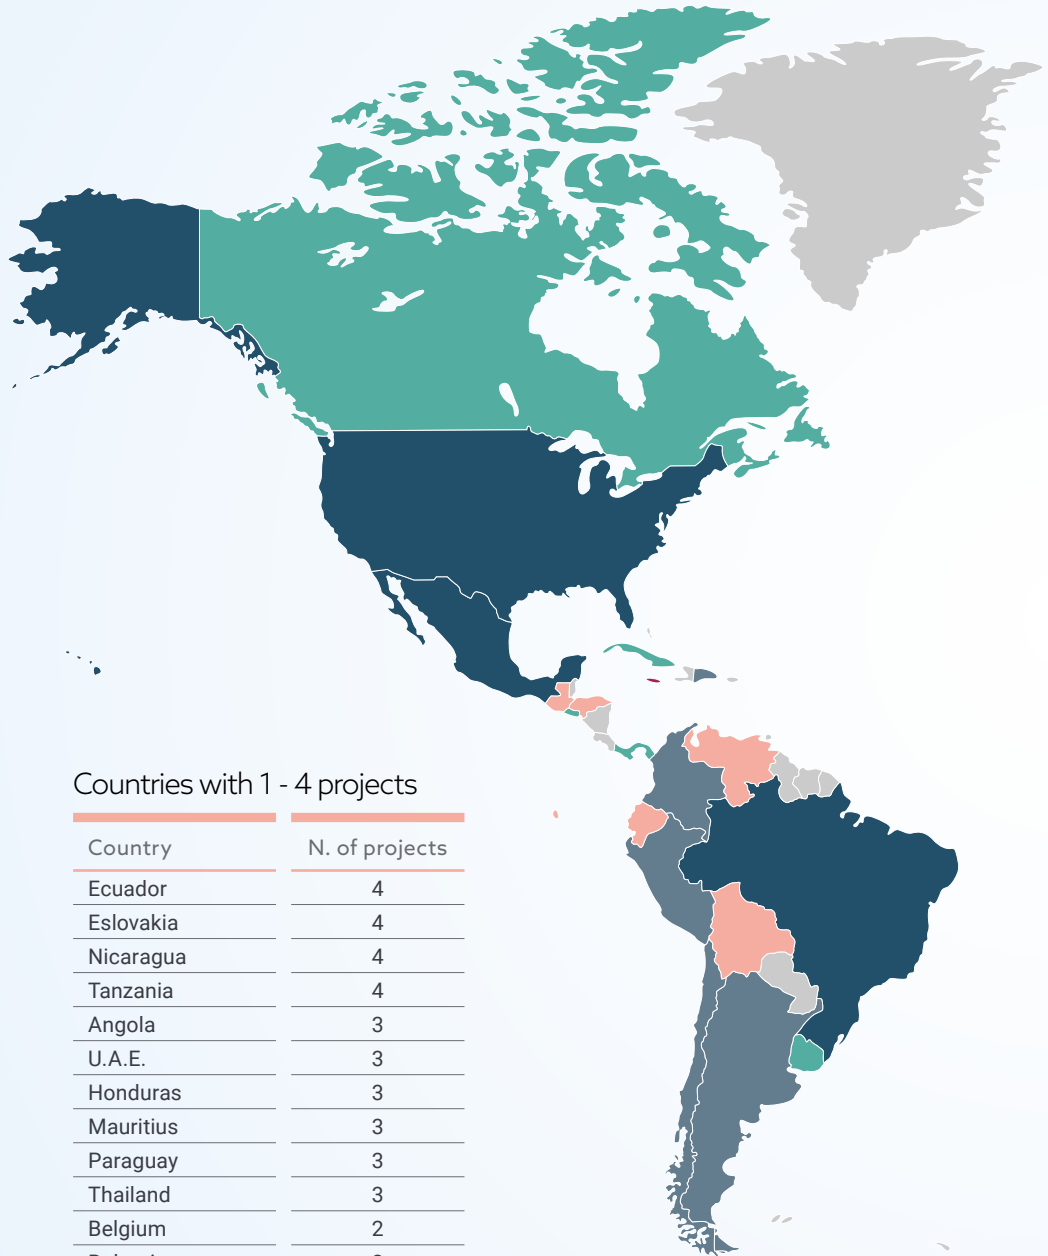 Countries with 1 - 4 projects
Country N. of projects
Ecuador 4
Eslovakia 4
Nicaragua 4
Tanzania 4
Angola 3
U.A.E. 3
Honduras 3
Mauritius 3
Paraguay 3
Thailand 3
Belgium 2